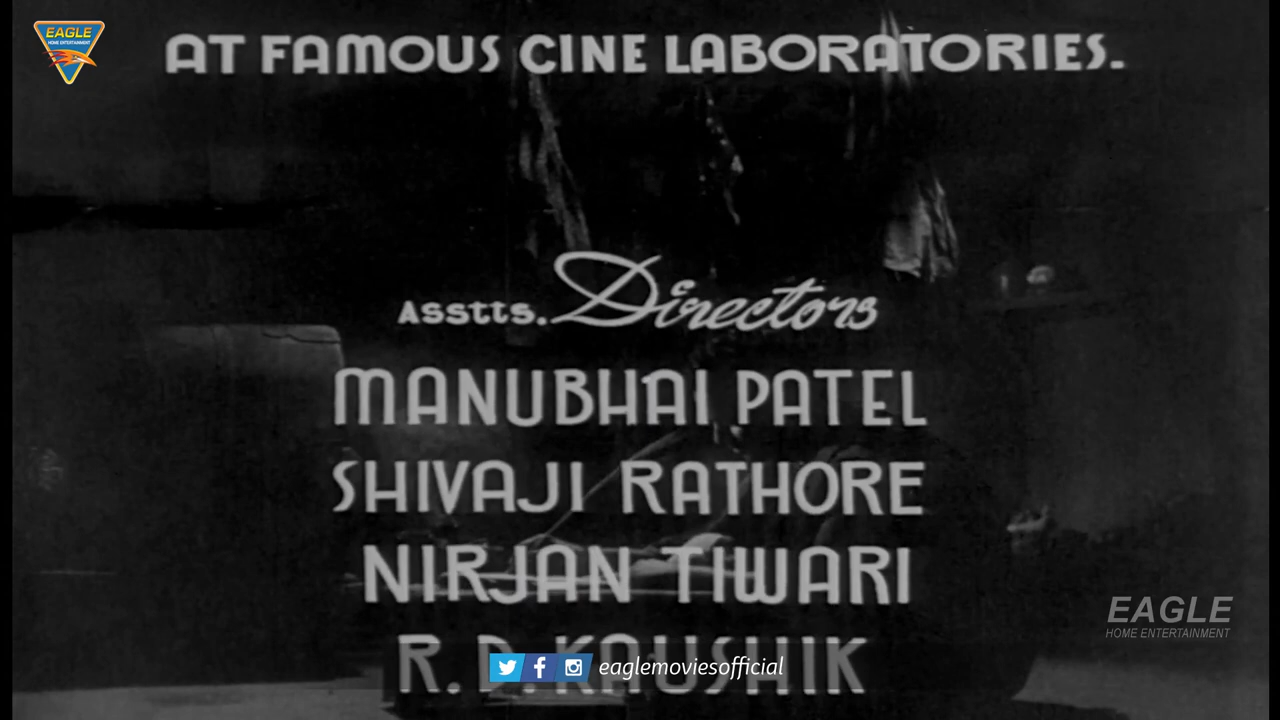 EAGLE
HOME ENTERTAINMENT
AT FAMOUS CINE LABORATORIES.
Asstts. Directors
MANUBHAI PATEL
SHIVAJI RATHORE
NIRJAN TIWARI
EAGLE
HOME ENTERTAINMENT
R. D. KAUSHIK
eaglemoviesofficial